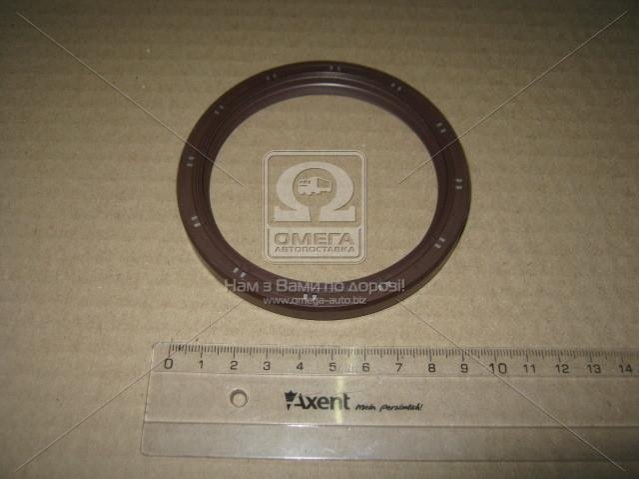 ОМЕГА
АВТОПОСТАВКА
Нам з Вами по дорозі!
www.omega-auto.biz
0 1 2 3 4 5 6 7 8 9 10 11 12 13 14
Axent
Mein persönlich!